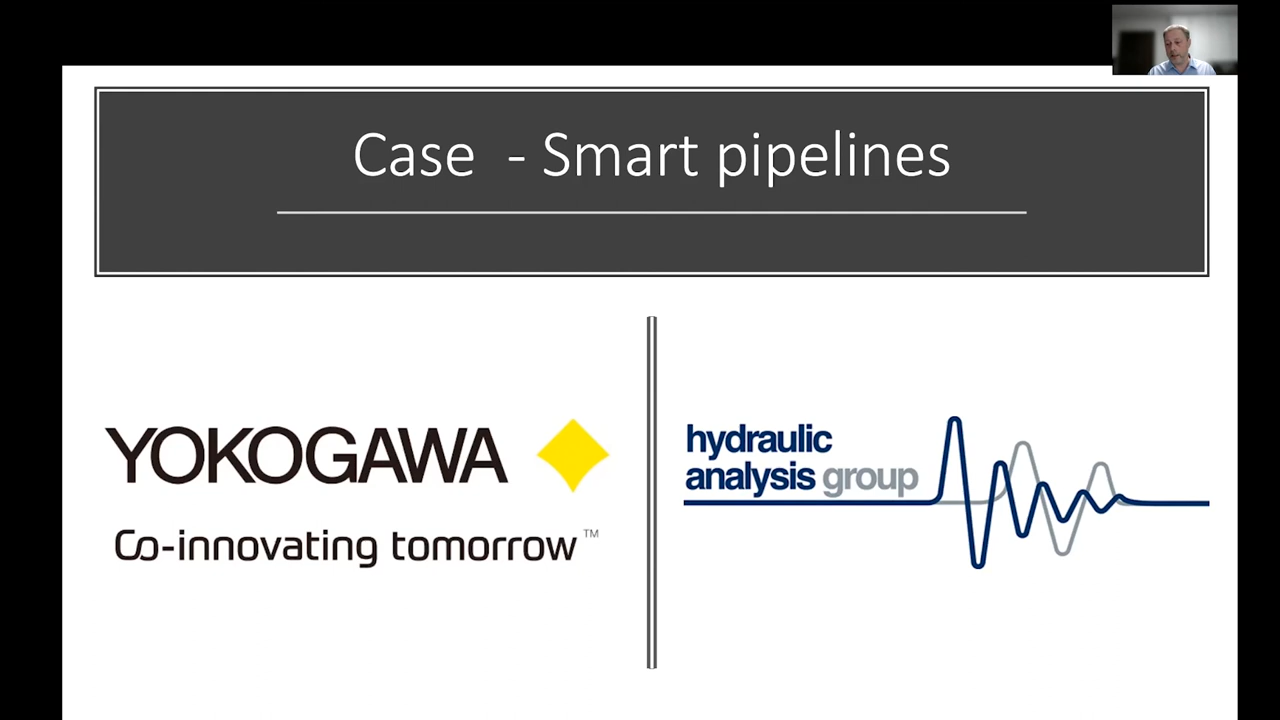 Case - Smart pipelines
YOKOGAWA
Co-innovating tomorrow™
hydraulic
analysis group